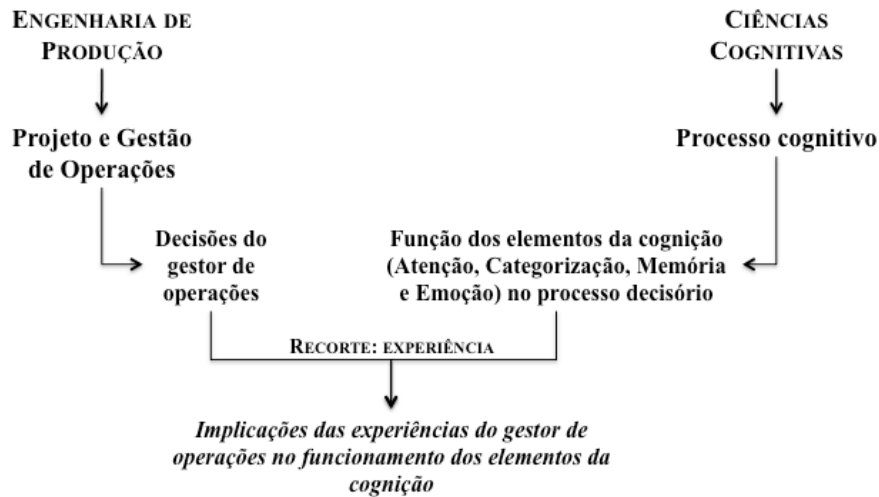 ENGENHARIA DE
PRODUÇÃO
CIÊNCIAS
COGNITIVAS
Projeto e Gestão
de Operações
Processo cognitivo
Decisões do
gestor de
operações
Função dos elementos da cognição
(Atenção, Categorização, Memória
e Emoção) no processo decisório
RECORTE: EXPERIÊNCIA
Implicações das experiências do gestor de
operações no funcionamento dos elementos da
cognição